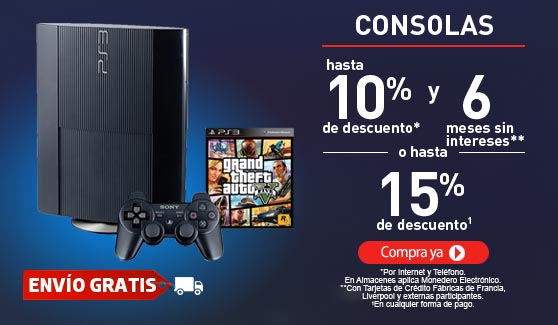 CONSOLAS
hasta
10% y 6
de descuento*
meses sin
intereses**
o hasta
15%
de descuento¹
Compra ya
*Por Internet y Teléfono.
En Almacenes aplica Monedero Electrónico.
**Con Tarjetas de Crédito Fábricas de Francia,
Liverpool y externas participantes.
¹En cualquier forma de pago.
PS3
PS3
grand
theft
auto
V
SONY
R
ENVÍO GRATIS